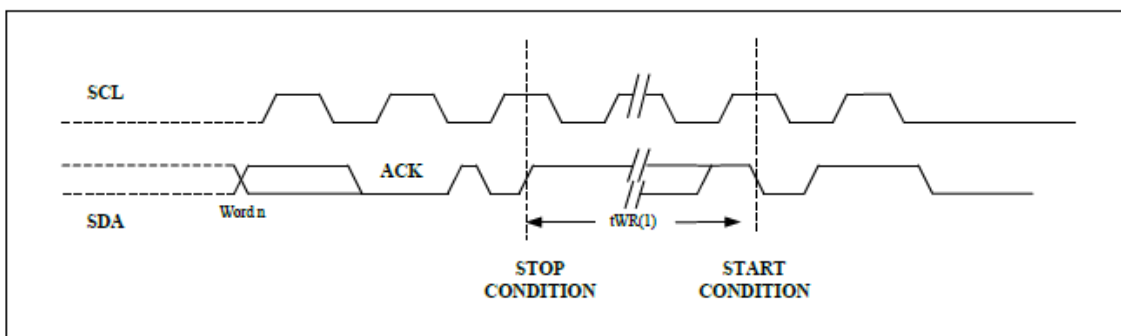 SCL
ACK
SDA
Word n
tWR(1)
STOP
CONDITION
START
CONDITION